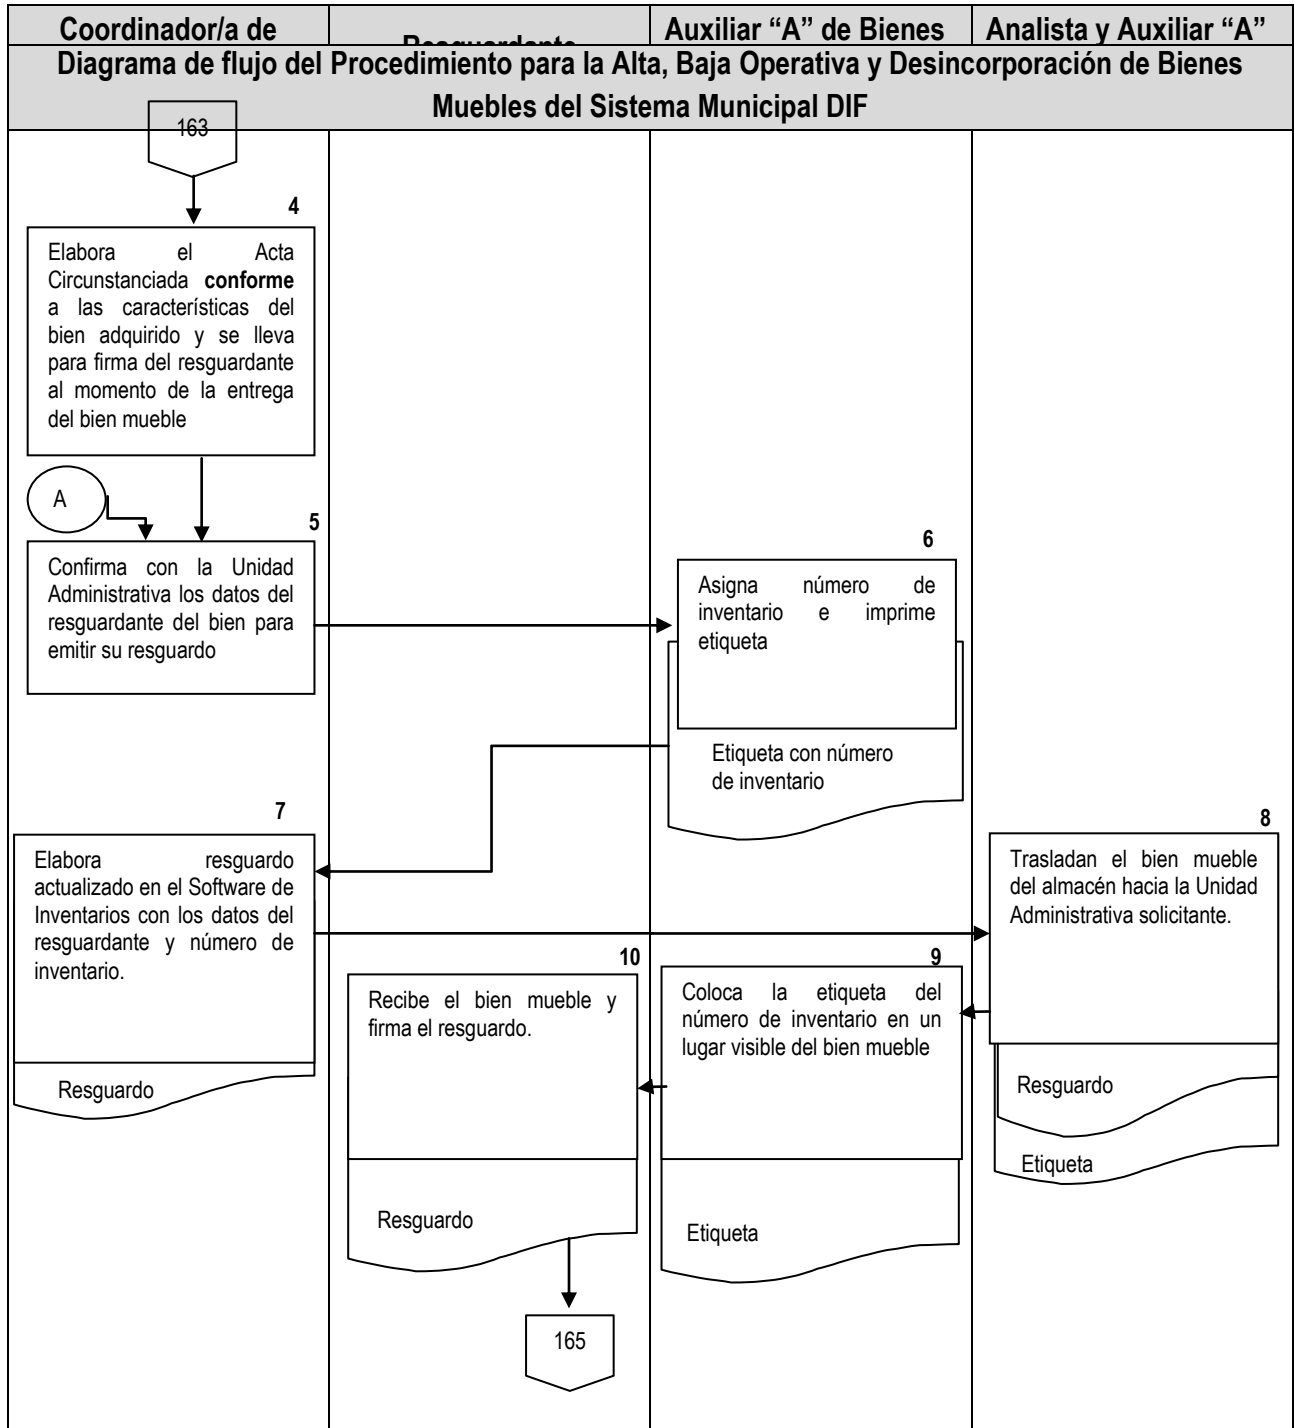 Coordinador/a de
Resguardante
Auxiliar “A” de Bienes
Analista y Auxiliar “A”
Diagrama de flujo del Procedimiento para la Alta, Baja Operativa y Desincorporación de Bienes
Muebles del Sistema Municipal DIF
163
4
Elabora el Acta
Circunstanciada conforme
a las características del
bien adquirido y se lleva
para firma del resguardante
al momento de la entrega
del bien mueble
A
5
Confirma con la Unidad
Administrativa los datos del
resguardante del bien para
emitir su resguardo
6
Asigna número de
inventario e imprime
etiqueta
Etiqueta con número
de inventario
7
Elabora resguardo
actualizado en el Software de
Inventarios con los datos del
resguardante y número de
inventario.
Resguardo
8
Trasladan el bien mueble
del almacén hacia la Unidad
Administrativa solicitante.
Resguardo
Etiqueta
9
Coloca la etiqueta del
número de inventario en un
lugar visible del bien mueble
Etiqueta
10
Recibe el bien mueble y
firma el resguardo.
Resguardo
165